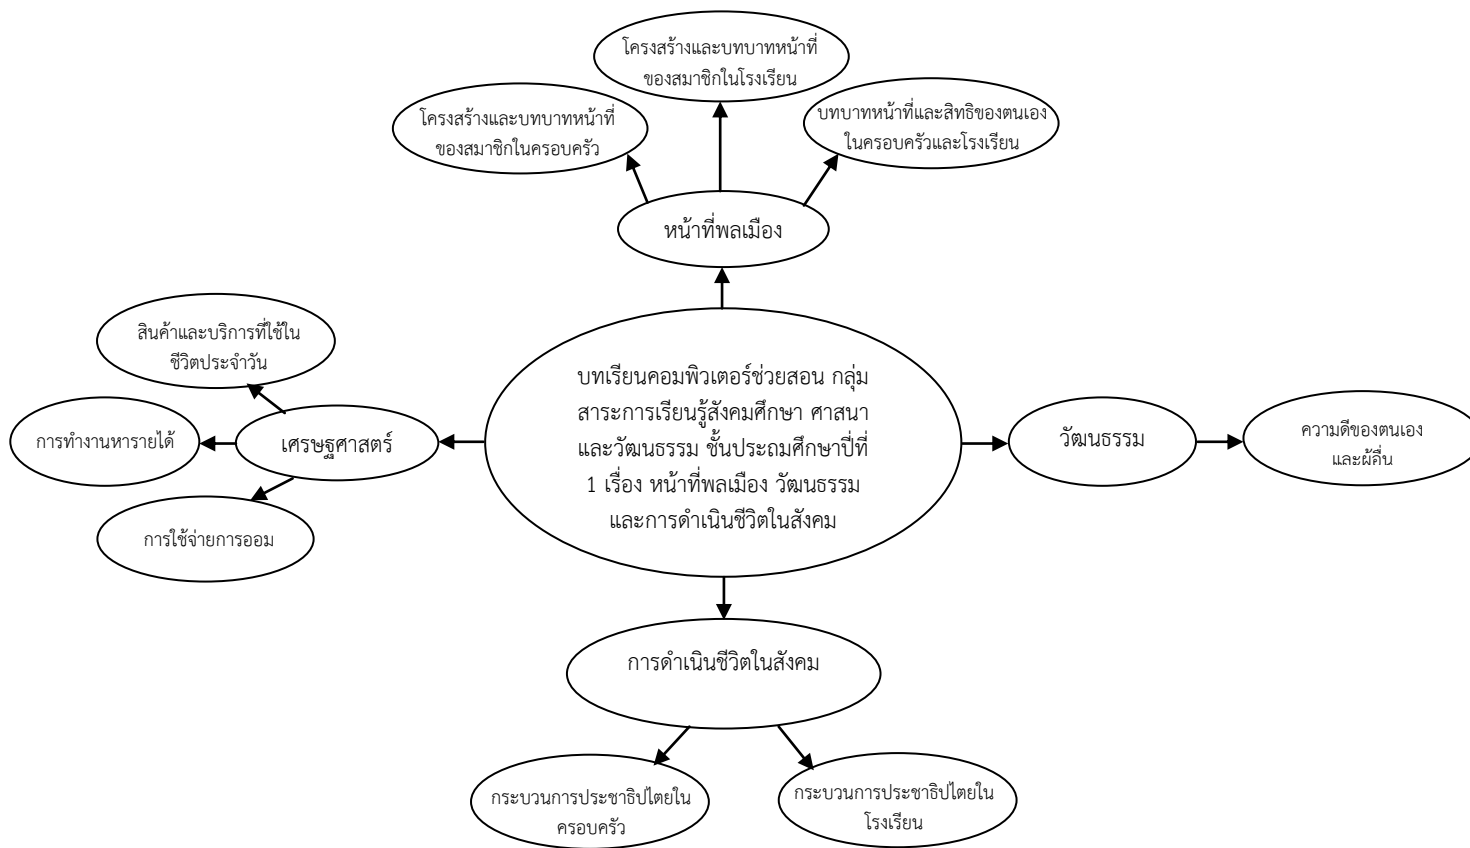 โครงสร้างและบทบาทหน้าที่
ของสมาชิกในโรงเรียน
โครงสร้างและบทบาทหน้าที่
ของสมาชิกในครอบครัว
บทบาทหน้าที่และสิทธิของตนเอง
ในครอบครัวและโรงเรียน
หน้าที่พลเมือง
สินค้าและบริการที่ใช้ใน
ชีวิตประจำวัน
การทำงานหารายได้
เศรษฐศาสตร์
การใช้จ่ายการออม
บทเรียนคอมพิวเตอร์ช่วยสอน กลุ่ม
สาระการเรียนรู้สังคมศึกษา ศาสนา
และวัฒนธรรม ชั้นประถมศึกษาปีที่
1 เรื่อง หน้าที่พลเมือง วัฒนธรรม
และการดำเนินชีวิตในสังคม
วัฒนธรรม
ความดีของตนเอง
และผู้อื่น
การดำเนินชีวิตในสังคม
กระบวนการประชาธิปไตยใน
ครอบครัว
กระบวนการประชาธิปไตยใน
โรงเรียน